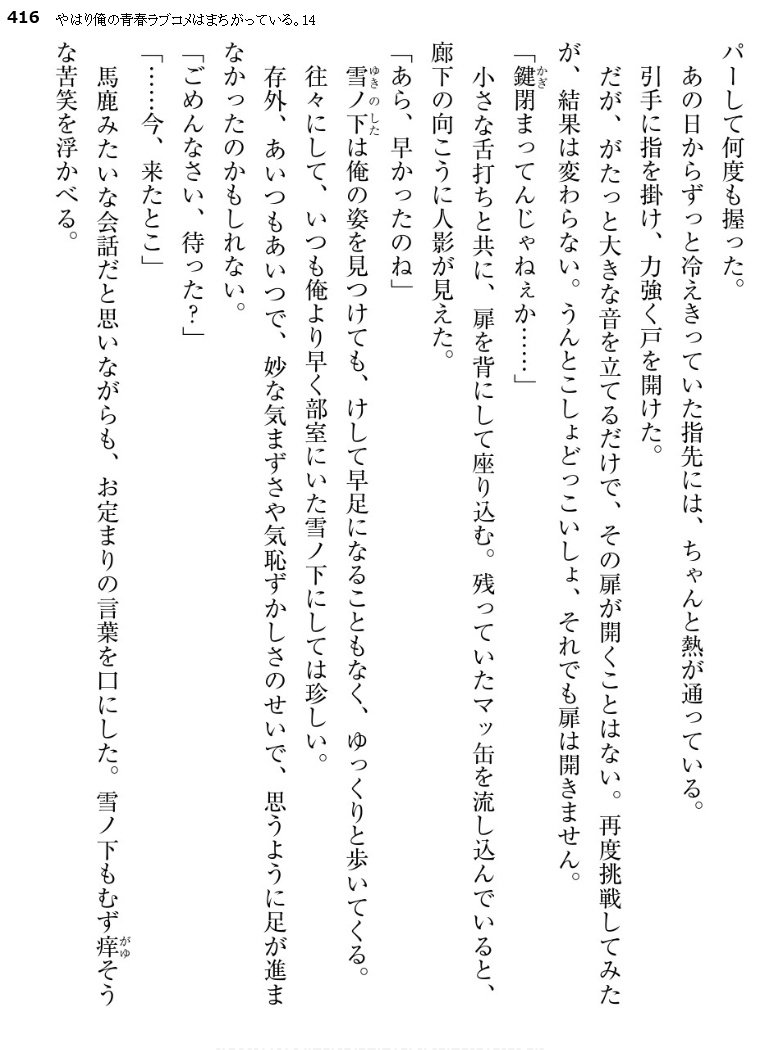 416 やはり俺の青春ラブコメはまちがっている。14
パーして何度も握った。
あの日からずっと冷えきっていた指先には、ちゃんと熱が通っている。
引手に指を掛け、力強く戸を開けた。
だが、がたっと大きな音を立てるだけで、その扉が開くことはない。再度挑戦してみた
が、結果は変わらない。うんとこしょどっこいしょ、それでも扉は開きません。
「鍵閉まってんじゃねぇか……」
小さな舌打ちと共に、扉を背にして座り込む。残っていたマッ缶を流し込んでいると、
廊下の向こうに人影が見えた。
「あら、早かったのね」
雪ノ下は俺の姿を見つけても、けして早足になることもなく、ゆっくりと歩いてくる。
往々にして、いつも俺より早く部室にいた雪ノ下にしては珍しい。
存外、あいつもあいつで、妙な気まずさや気恥ずかしさのせいで、思うように足が進ま
なかったのかもしれない。
「ごめんなさい、待った?」
「……今、来たとこ」
馬鹿みたいな会話だと思いながらも、お定まりの言葉を口にした。雪ノ下もむず痒そう
な苦笑を浮かべる。